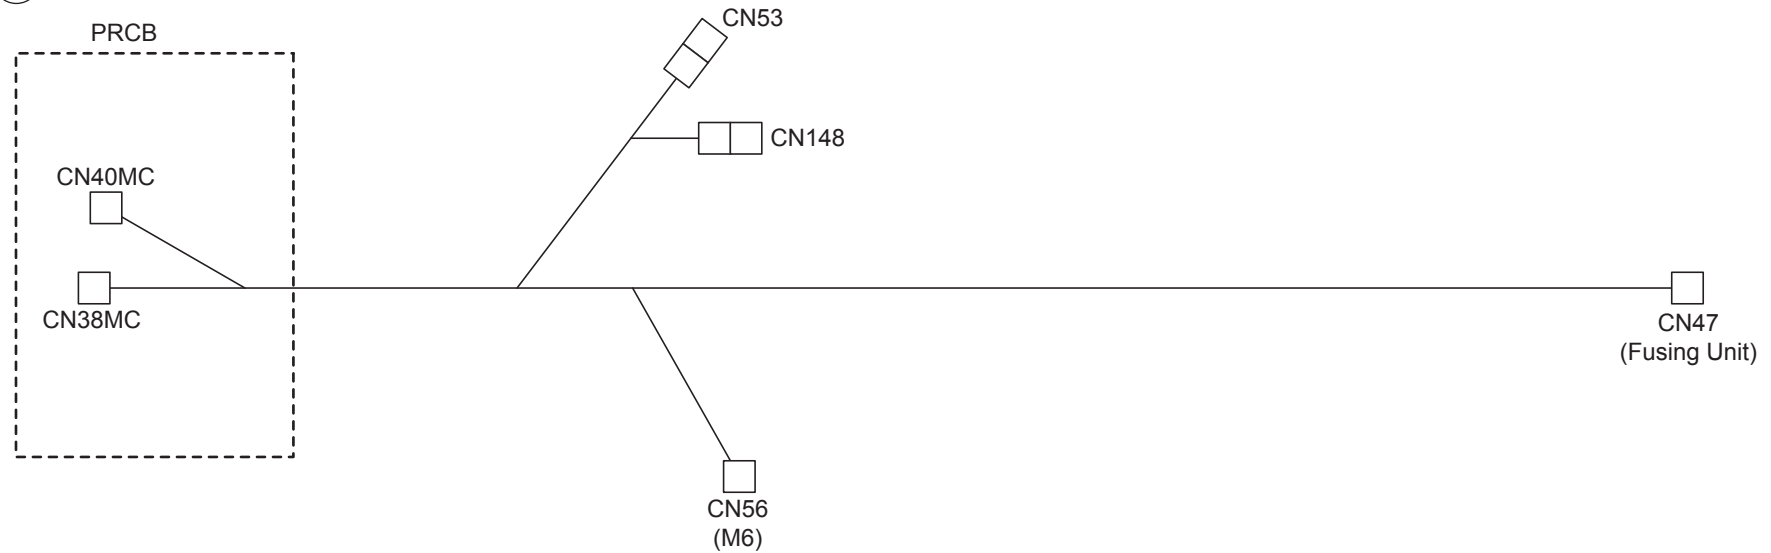 PRCB
CN53
CN148
CN40MC
CN38MC
CN47
(Fusing Unit)
CN56
(M6)